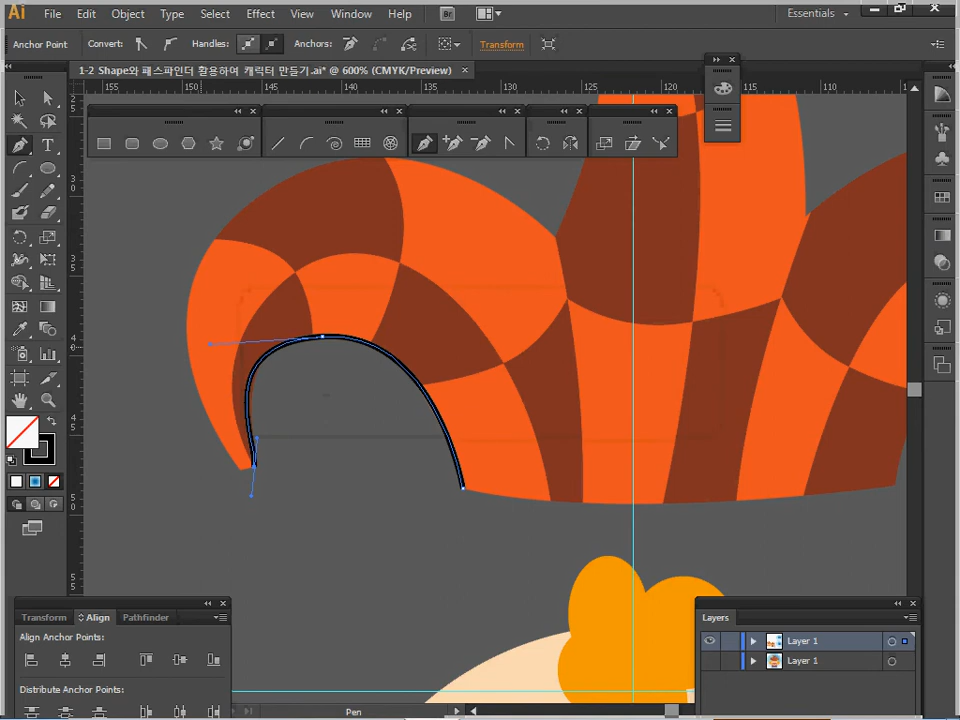 Ai File Edit Object Type Select Effect View Window Help Br Essentials
Anchor Point Convert: Handles: Anchors: Transform
1-2 Shape와 패스파인더 활용하여 캐릭터 만들기.ai* @ 600% (CMYK/Preview)
155 150 145 140 135 130 125 120 115 110
Transform Align Pathfinder
Align Anchor Points:
Distribute Anchor Points:
Pen
Layers
Layer 1
Layer 1